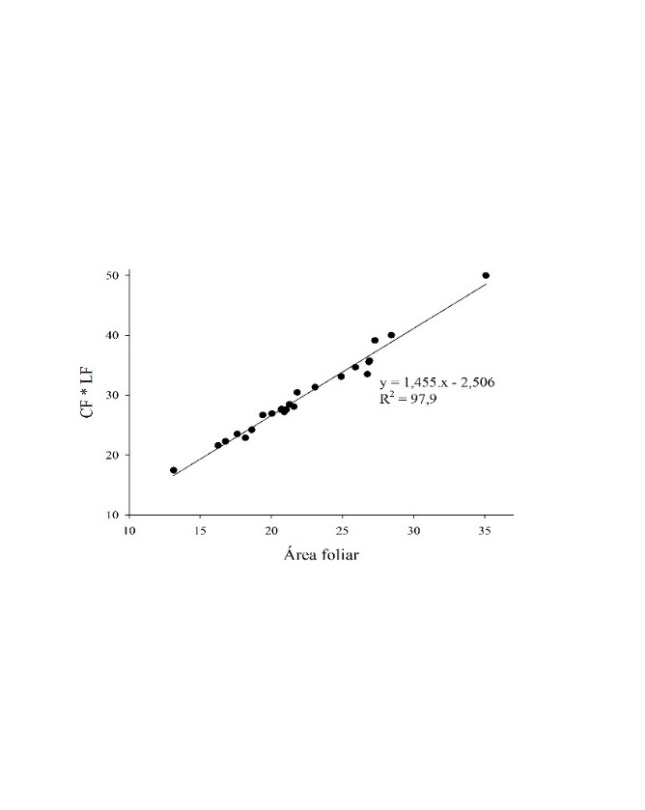 50
40
30
20
10
CF * LF
y = 1,455.x - 2,506
R² = 97,9
10 15 20 25 30 35
Área foliar